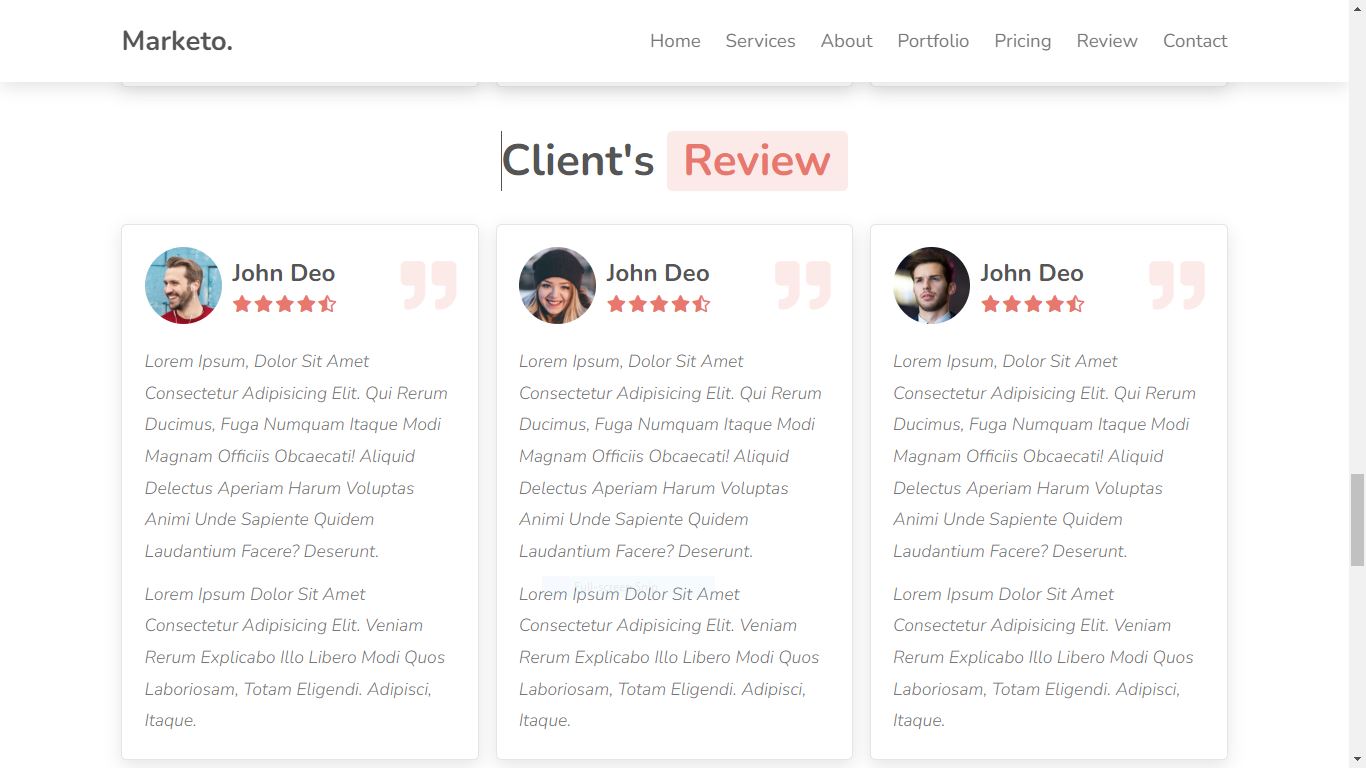 Marketo.
Home Services About Portfolio Pricing Review Contact
Client's Review
John Deo
Lorem Ipsum, Dolor Sit Amet
Consectetur Adipisicing Elit. Qui Rerum
Ducimus, Fuga Numquam Itaque Modi
Magnam Officiis Obcaecati! Aliquid
Delectus Aperiam Harum Voluptas
Animi Unde Sapiente Quidem
Laudantium Facere? Deserunt.
Lorem Ipsum Dolor Sit Amet
Consectetur Adipisicing Elit. Veniam
Rerum Explicabo Illo Libero Modi Quos
Laboriosam, Totam Eligendi. Adipisci,
Itaque.
John Deo
Lorem Ipsum, Dolor Sit Amet
Consectetur Adipisicing Elit. Qui Rerum
Ducimus, Fuga Numquam Itaque Modi
Magnam Officiis Obcaecati! Aliquid
Delectus Aperiam Harum Voluptas
Animi Unde Sapiente Quidem
Laudantium Facere? Deserunt.
Lorem Ipsum Dolor Sit Amet
Consectetur Adipisicing Elit. Veniam
Rerum Explicabo Illo Libero Modi Quos
Laboriosam, Totam Eligendi. Adipisci,
Itaque.
John Deo
Lorem Ipsum, Dolor Sit Amet
Consectetur Adipisicing Elit. Qui Rerum
Ducimus, Fuga Numquam Itaque Modi
Magnam Officiis Obcaecati! Aliquid
Delectus Aperiam Harum Voluptas
Animi Unde Sapiente Quidem
Laudantium Facere? Deserunt.
Lorem Ipsum Dolor Sit Amet
Consectetur Adipisicing Elit. Veniam
Rerum Explicabo Illo Libero Modi Quos
Laboriosam, Totam Eligendi. Adipisci,
Itaque.